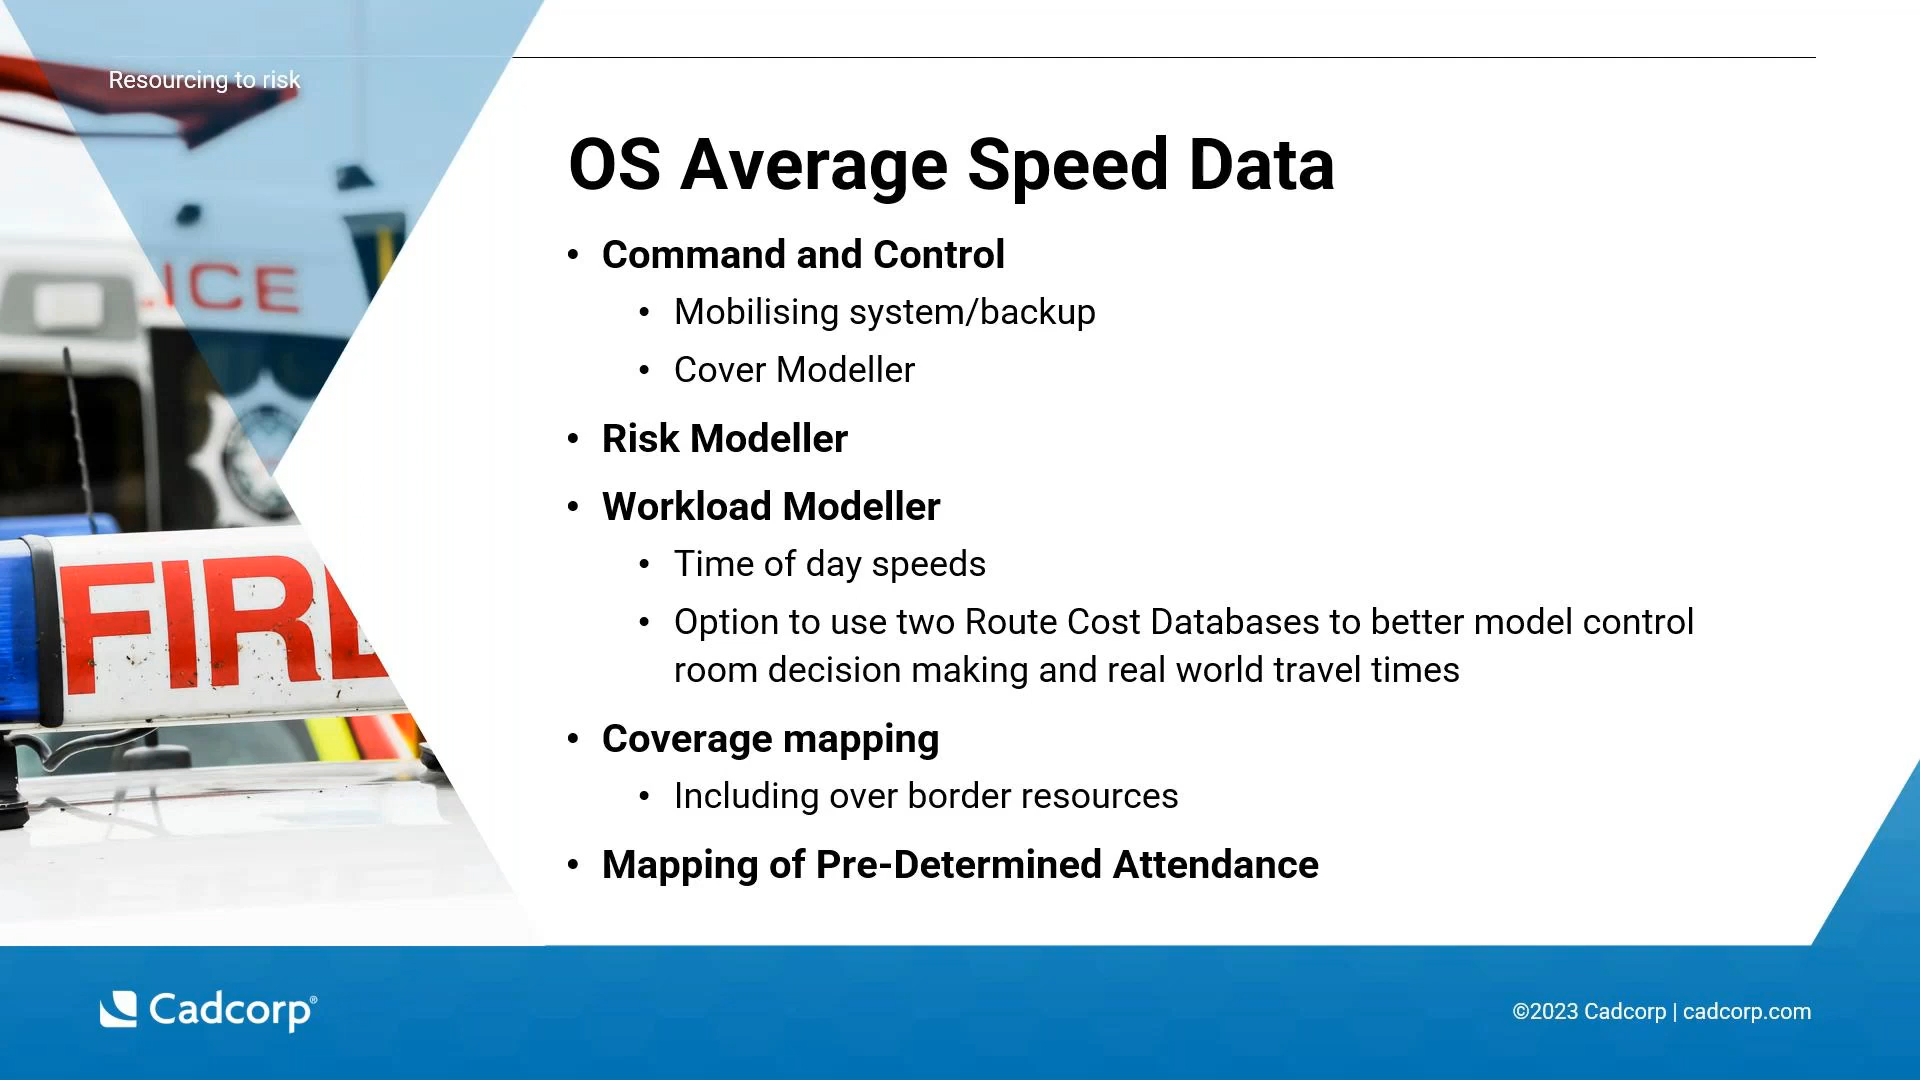 Resourcing to risk
OS Average Speed Data
• Command and Control
• Mobilising system/backup
• Cover Modeller
• Risk Modeller
• Workload Modeller
• Time of day speeds
• Option to use two Route Cost Databases to better model control
room decision making and real world travel times
• Coverage mapping
• Including over border resources
• Mapping of Pre-Determined Attendance
ICE
FIRE
Cadcorp®
©2023 Cadcorp | cadcorp.com